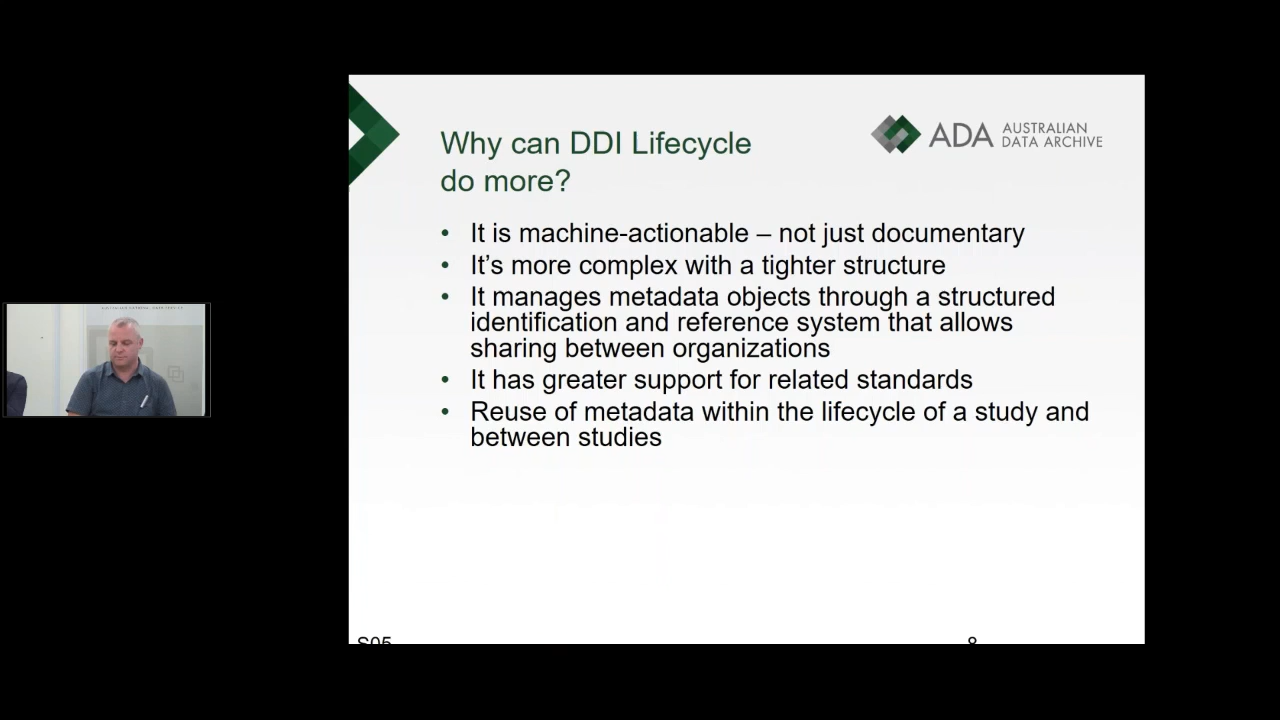 Why can DDI Lifecycle
do more?
ADA AUSTRALIAN
DATA ARCHIVE
• It is machine-actionable – not just documentary
• It’s more complex with a tighter structure
• It manages metadata objects through a structured
identification and reference system that allows
sharing between organizations
• It has greater support for related standards
• Reuse of metadata within the lifecycle of a study and
between studies
S05